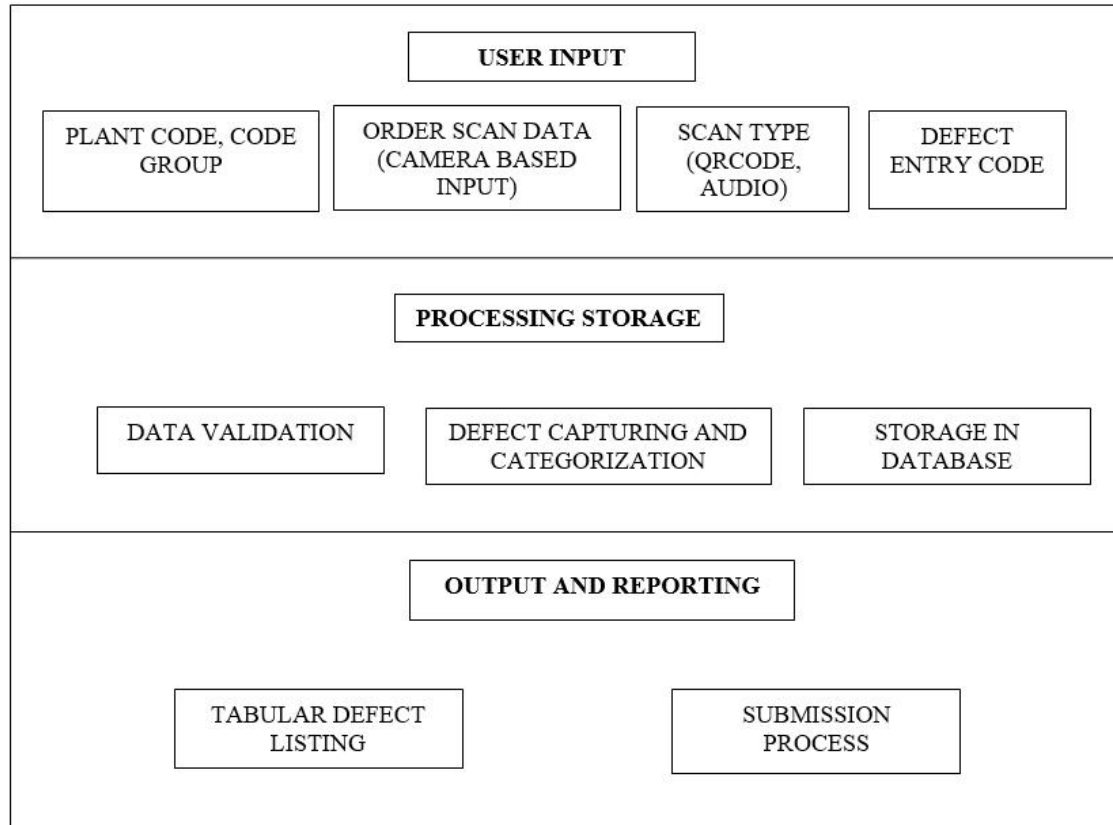 USER INPUT
PLANT CODE, CODE
GROUP
ORDER SCAN DATA
(CAMERA BASED
INPUT)
SCAN TYPE
(QRCODE,
AUDIO)
DEFECT
ENTRY CODE
PROCESSING STORAGE
DATA VALIDATION
DEFECT CAPTURING AND
CATEGORIZATION
STORAGE IN
DATABASE
OUTPUT AND REPORTING
TABULAR DEFECT
LISTING
SUBMISSION
PROCESS